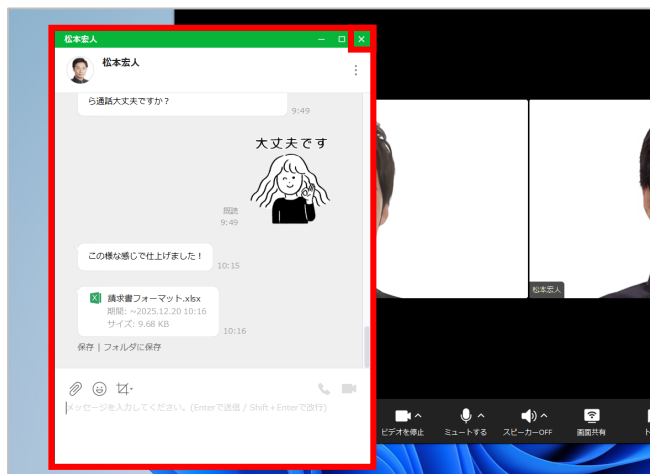 松本宏人
松本宏人
ら通話大丈夫ですか？
9:49
大丈夫です
既読
9:49
この様な感じで仕上げました！
10:15
請求書フォーマット.xlsx
期間: ~2025.12.20 10:16
サイズ: 9.68 KB
10:16
保存 | フォルダに保存
メッセージを入力してください。(Enterで送信 / Shift + Enterで改行)
松本宏人
ビデオを停止
ミュートする
スピーカーOFF
画面共有